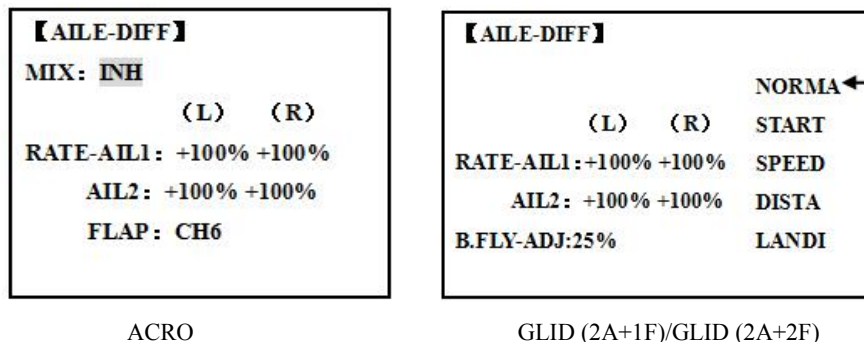 【AILE-DIFF】
MIX: INH
(L) (R)
RATE-AIL1: +100% +100%
AIL2: +100% +100%
FLAP: CH6
ACRO
【AILE-DIFF】
NORMA
(L) (R) START
RATE-AIL1:+100% +100% SPEED
AIL2: +100% +100% DISTA
B.FLY-ADJ:25% LANDI
GLID (2A+1F)/GLID (2A+2F)